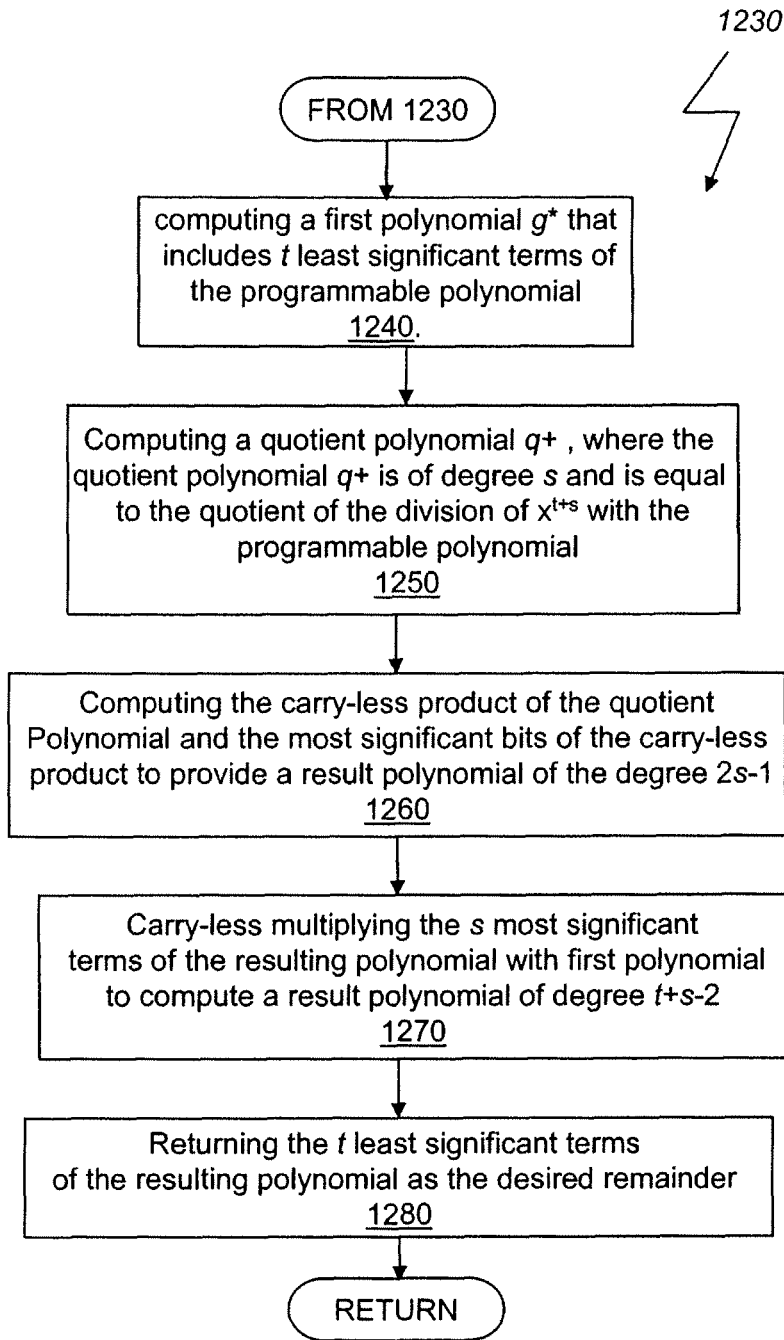 1230
FROM 1230
computing a first polynomial g* that
includes t least significant terms of
the programmable polynomial
1240.
Computing a quotient polynomial q+ , where the
quotient polynomial q+ is of degree s and is equal
to the quotient of the division of x^t+s with the
programmable polynomial
1250
Computing the carry-less product of the quotient
Polynomial and the most significant bits of the carry-less
product to provide a result polynomial of the degree 2s-1
1260
Carry-less multiplying the s most significant
terms of the resulting polynomial with first polynomial
to compute a result polynomial of degree t+s-2
1270
Returning the t least significant terms
of the resulting polynomial as the desired remainder
1280
RETURN